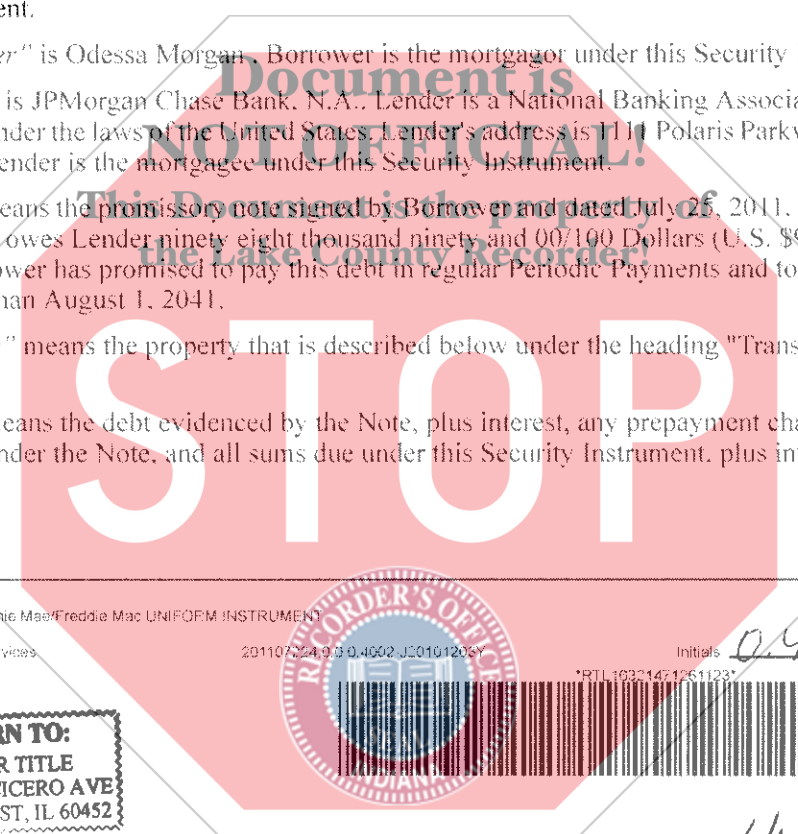 ent.
er" is Odessa Morgan . Borrower is the mortgagor under this Security
Document is
is JPMorgan Chase Bank, N.A.. Lender is a National Banking Associa
nder the laws of the United States. Lender's address is 1111 Polaris Parkw
NOT OFFICIAL!
ender is the mortgagee under this Security Instrument.
This Document is the property of
eans the promissory note signed by Borrower and dated July 25, 2011.
owes Lender ninety eight thousand ninety and 00/100 Dollars (U.S. $9
the Lake County Recorder!
ower has promised to pay this debt in regular Periodic Payments and to
han August 1, 2041.
" means the property that is described below under the heading "Trans
STOP
eans the debt evidenced by the Note, plus interest, any prepayment cha
nder the Note, and all sums due under this Security Instrument, plus in
nie Mae/Freddie Mac UNIFORM INSTRUMENT
vices
Initials
RECORDER'S OFFICE
SEAL
INDIANA
RN TO:
R TITLE
ICERO AVE
ST, IL 60452